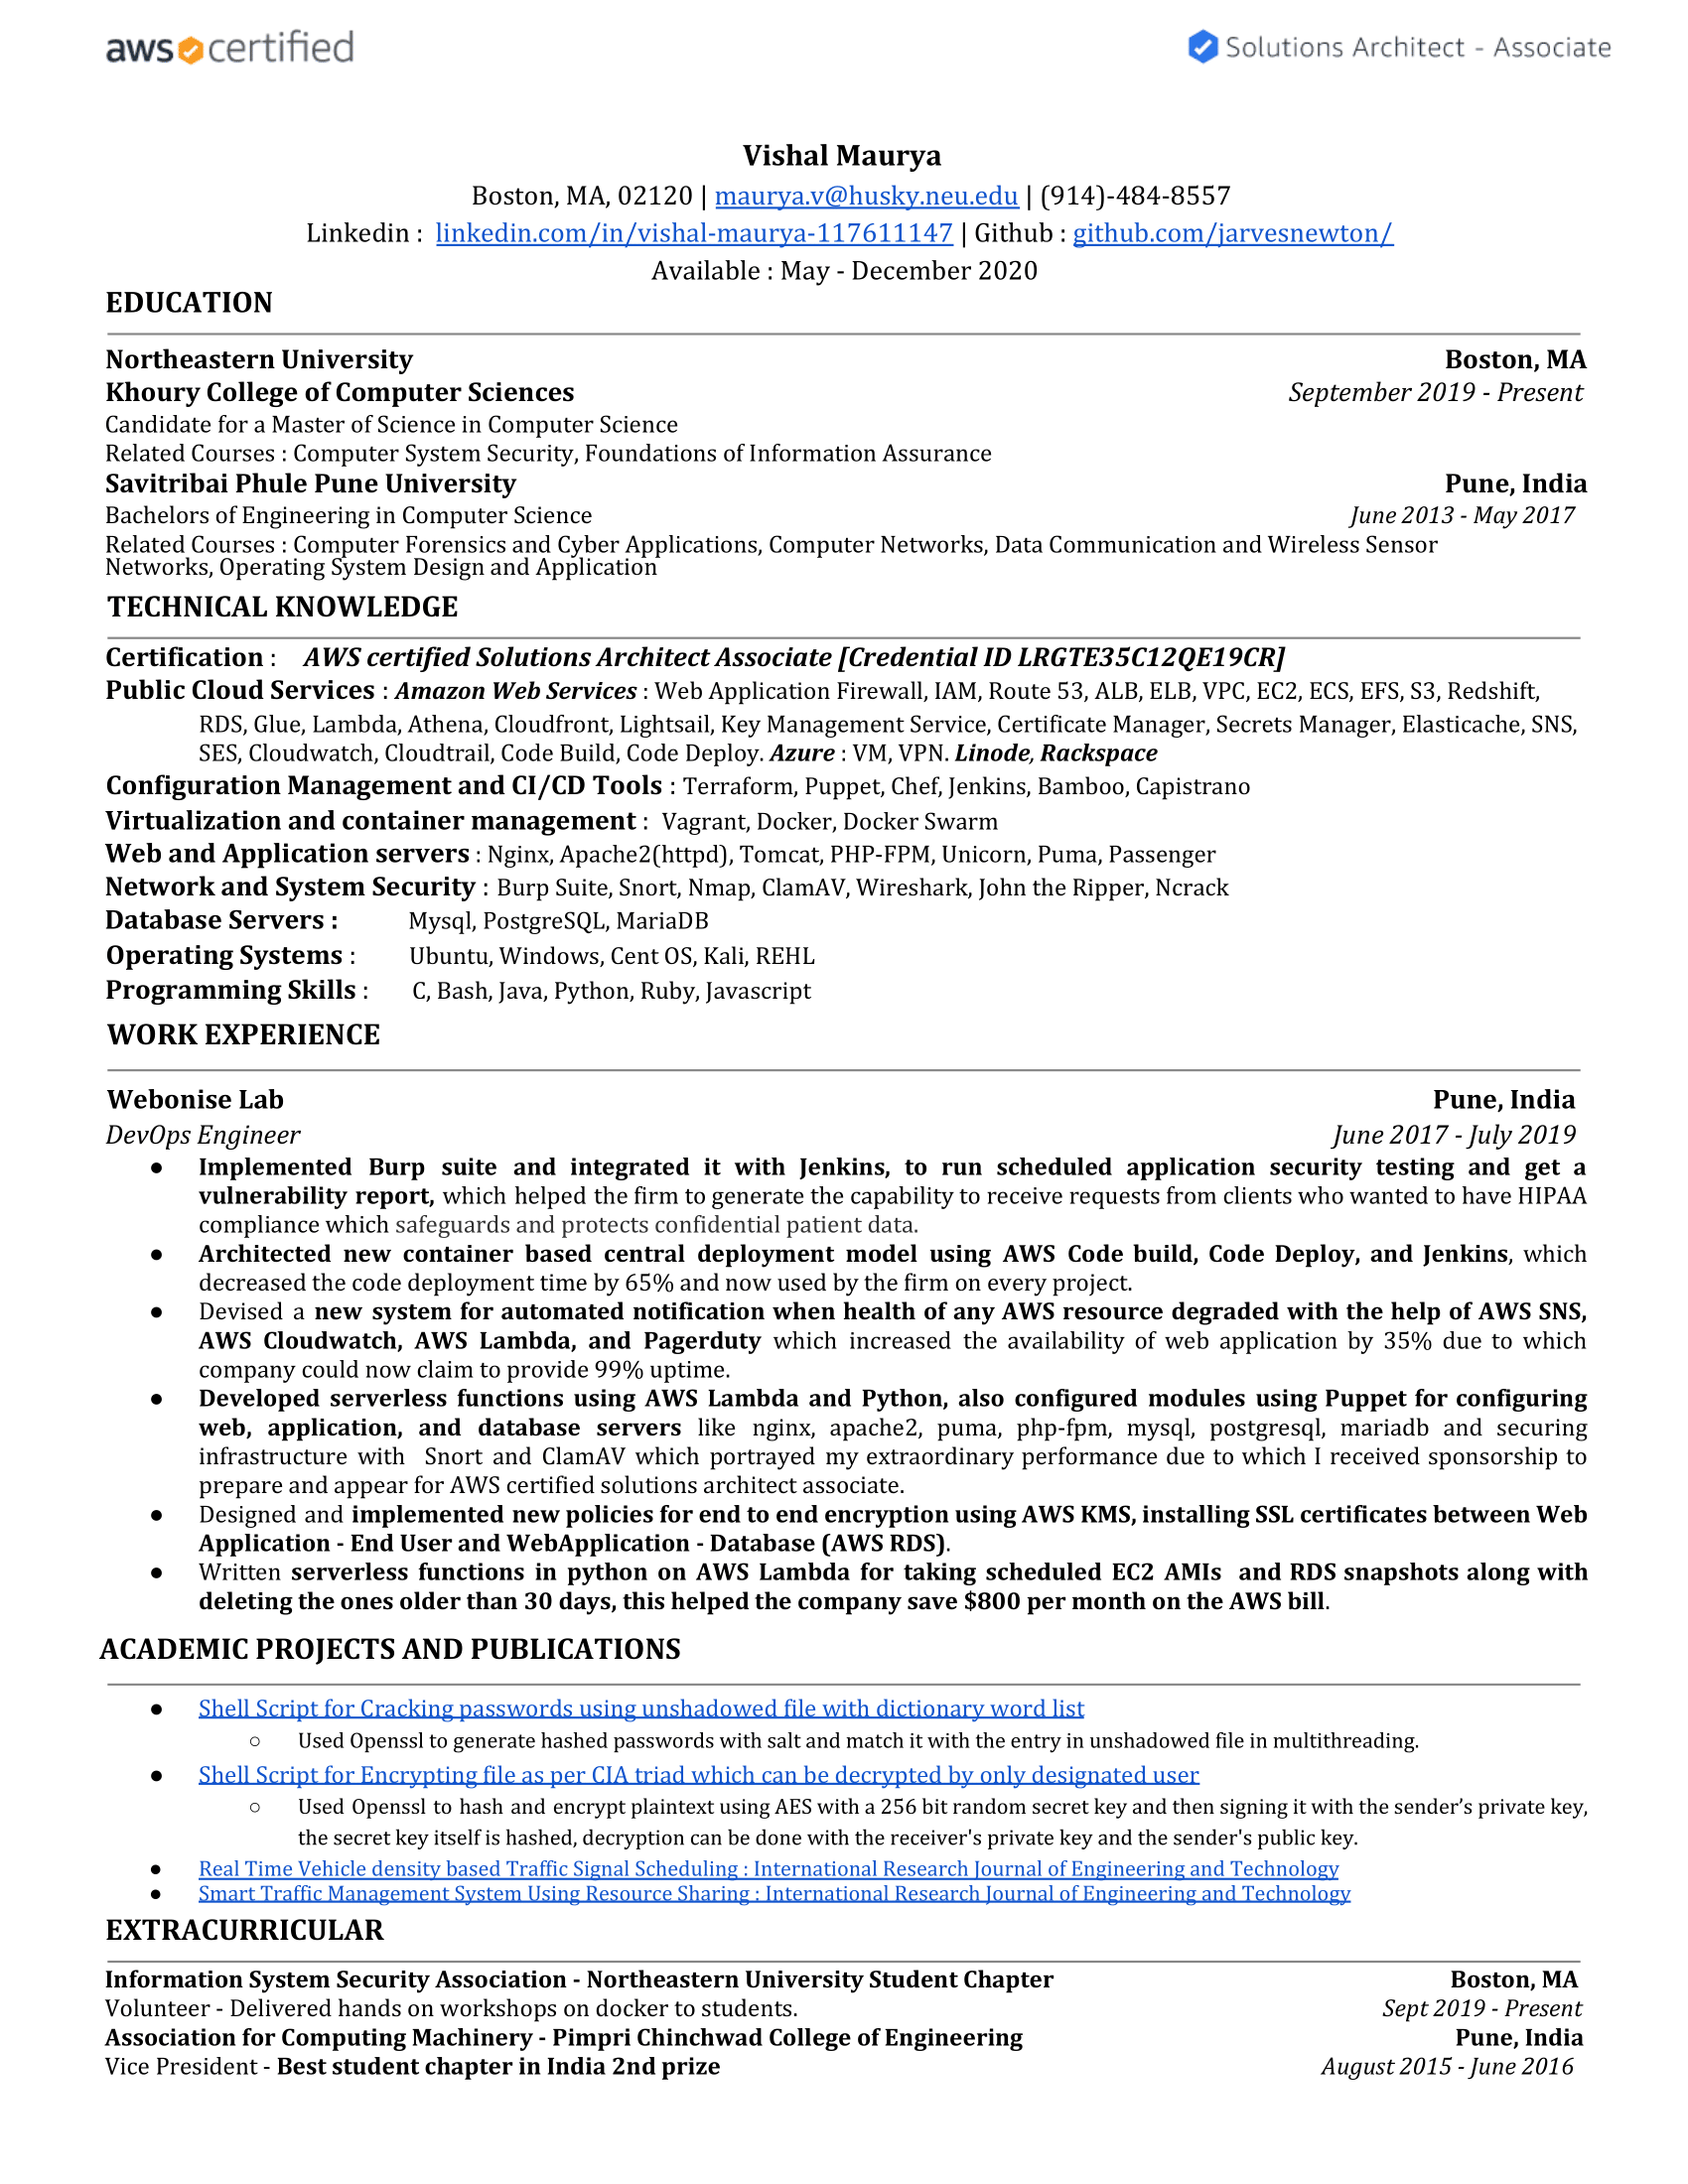 aws certified
Solutions Architect - Associate
Vishal Maurya
Boston, MA, 02120 | maurya.v@husky.neu.edu | (914)-484-8557
Linkedin : linkedin.com/in/vishal-maurya-117611147 | Github : github.com/jarvesnewton/
Available : May - December 2020
EDUCATION
Northeastern University Boston, MA
Khoury College of Computer Sciences September 2019 - Present
Candidate for a Master of Science in Computer Science
Related Courses : Computer System Security, Foundations of Information Assurance
Savitribai Phule Pune University Pune, India
Bachelors of Engineering in Computer Science June 2013 - May 2017
Related Courses : Computer Forensics and Cyber Applications, Computer Networks, Data Communication and Wireless Sensor
Networks, Operating System Design and Application
TECHNICAL KNOWLEDGE
Certification : AWS certified Solutions Architect Associate [Credential ID LRGTE35C12QE19CR]
Public Cloud Services : Amazon Web Services : Web Application Firewall, IAM, Route 53, ALB, ELB, VPC, EC2, ECS, EFS, S3, Redshift,
RDS, Glue, Lambda, Athena, Cloudfront, Lightsail, Key Management Service, Certificate Manager, Secrets Manager, Elasticache, SNS,
SES, Cloudwatch, Cloudtrail, Code Build, Code Deploy. Azure : VM, VPN. Linode, Rackspace
Configuration Management and CI/CD Tools : Terraform, Puppet, Chef, Jenkins, Bamboo, Capistrano
Virtualization and container management : Vagrant, Docker, Docker Swarm
Web and Application servers : Nginx, Apache2(httpd), Tomcat, PHP-FPM, Unicorn, Puma, Passenger
Network and System Security : Burp Suite, Snort, Nmap, ClamAV, Wireshark, John the Ripper, Ncrack
Database Servers : Mysql, PostgreSQL, MariaDB
Operating Systems : Ubuntu, Windows, Cent OS, Kali, REHL
Programming Skills : C, Bash, Java, Python, Ruby, Javascript
WORK EXPERIENCE
Webonise Lab Pune, India
DevOps Engineer June 2017 - July 2019
● Implemented Burp suite and integrated it with Jenkins, to run scheduled application security testing and get a
vulnerability report, which helped the firm to generate the capability to receive requests from clients who wanted to have HIPAA
compliance which safeguards and protects confidential patient data.
● Architected new container based central deployment model using AWS Code build, Code Deploy, and Jenkins, which
decreased the code deployment time by 65% and now used by the firm on every project.
● Devised a new system for automated notification when health of any AWS resource degraded with the help of AWS SNS,
AWS Cloudwatch, AWS Lambda, and Pagerduty which increased the availability of web application by 35% due to which
company could now claim to provide 99% uptime.
● Developed serverless functions using AWS Lambda and Python, also configured modules using Puppet for configuring
web, application, and database servers like nginx, apache2, puma, php-fpm, mysql, postgresql, mariadb and securing
infrastructure with Snort and ClamAV which portrayed my extraordinary performance due to which I received sponsorship to
prepare and appear for AWS certified solutions architect associate.
● Designed and implemented new policies for end to end encryption using AWS KMS, installing SSL certificates between Web
Application - End User and WebApplication - Database (AWS RDS).
● Written serverless functions in python on AWS Lambda for taking scheduled EC2 AMIs and RDS snapshots along with
deleting the ones older than 30 days, this helped the company save $800 per month on the AWS bill.
ACADEMIC PROJECTS AND PUBLICATIONS
● Shell Script for Cracking passwords using unshadowed file with dictionary word list
○ Used Openssl to generate hashed passwords with salt and match it with the entry in unshadowed file in multithreading.
● Shell Script for Encrypting file as per CIA triad which can be decrypted by only designated user
○ Used Openssl to hash and encrypt plaintext using AES with a 256 bit random secret key and then signing it with the sender’s private key,
the secret key itself is hashed, decryption can be done with the receiver's private key and the sender's public key.
● Real Time Vehicle density based Traffic Signal Scheduling : International Research Journal of Engineering and Technology
● Smart Traffic Management System Using Resource Sharing : International Research Journal of Engineering and Technology
EXTRACURRICULAR
Information System Security Association - Northeastern University Student Chapter Boston, MA
Volunteer - Delivered hands on workshops on docker to students. Sept 2019 - Present
Association for Computing Machinery - Pimpri Chinchwad College of Engineering Pune, India
Vice President - Best student chapter in India 2nd prize August 2015 - June 2016